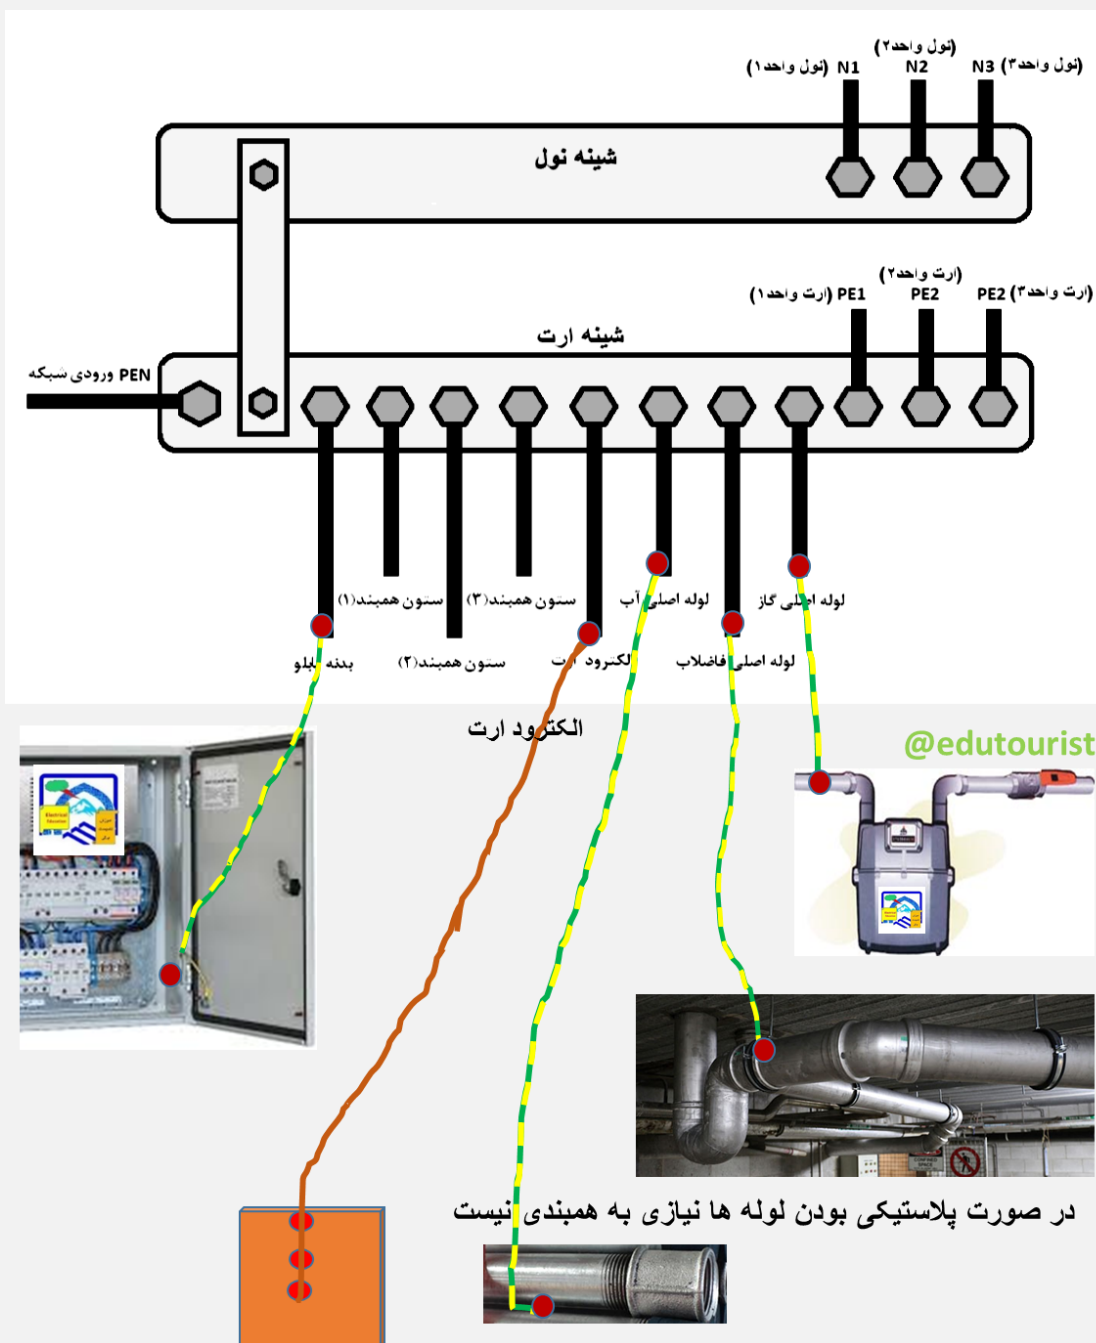 (نول واحد۲)
(نول واحد۱) N1 N2 N3 (نول واحد۳)
شینه نول
(ارت واحد۲)
(ارت واحد۱) PE1 PE2 PE2 (ارت واحد۳)
شینه ارت
PEN ورودی شبکه
ستون همبند(۱)
ستون همبند(۳)
لوله اصلی آب
لوله اصلی گاز
بدنه تابلو
ستون همبند(۲)
الکترود ارت
لوله اصلی فاضلاب
الکترود ارت
@edutourist
CONFINED SPACE
در صورت پلاستیکی بودن لوله ها نیازی به همبندی نیست